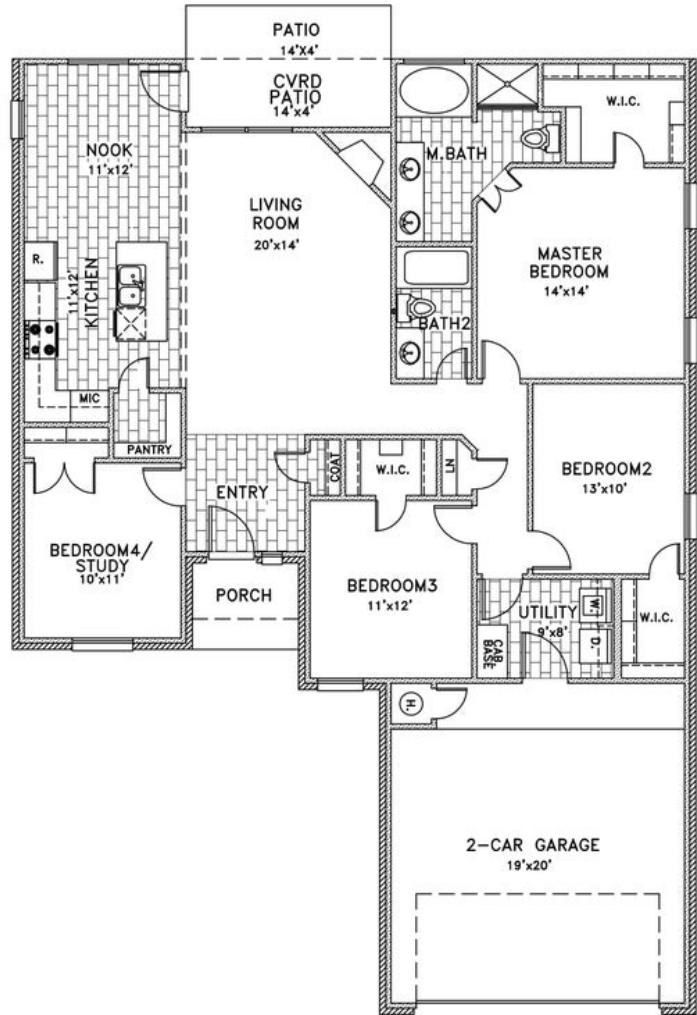 PATIO
14'X4'
CVRD
PATIO
14'x4'
W.I.C.
NOOK
11'x12'
M.BATH
LIVING
ROOM
20'x14'
MASTER
BEDROOM
14'x14'
R.
KITCHEN
11'x12'
BATH2
MIC
PANTRY
COAT
W.I.C.
LN
BEDROOM2
13'x10'
ENTRY
BEDROOM4/
STUDY
10'x11'
PORCH
BEDROOM3
11'x12'
UTILITY
9'x8'
W.
D.
CAB
BASE
W.I.C.
H.
2-CAR GARAGE
19'x20'